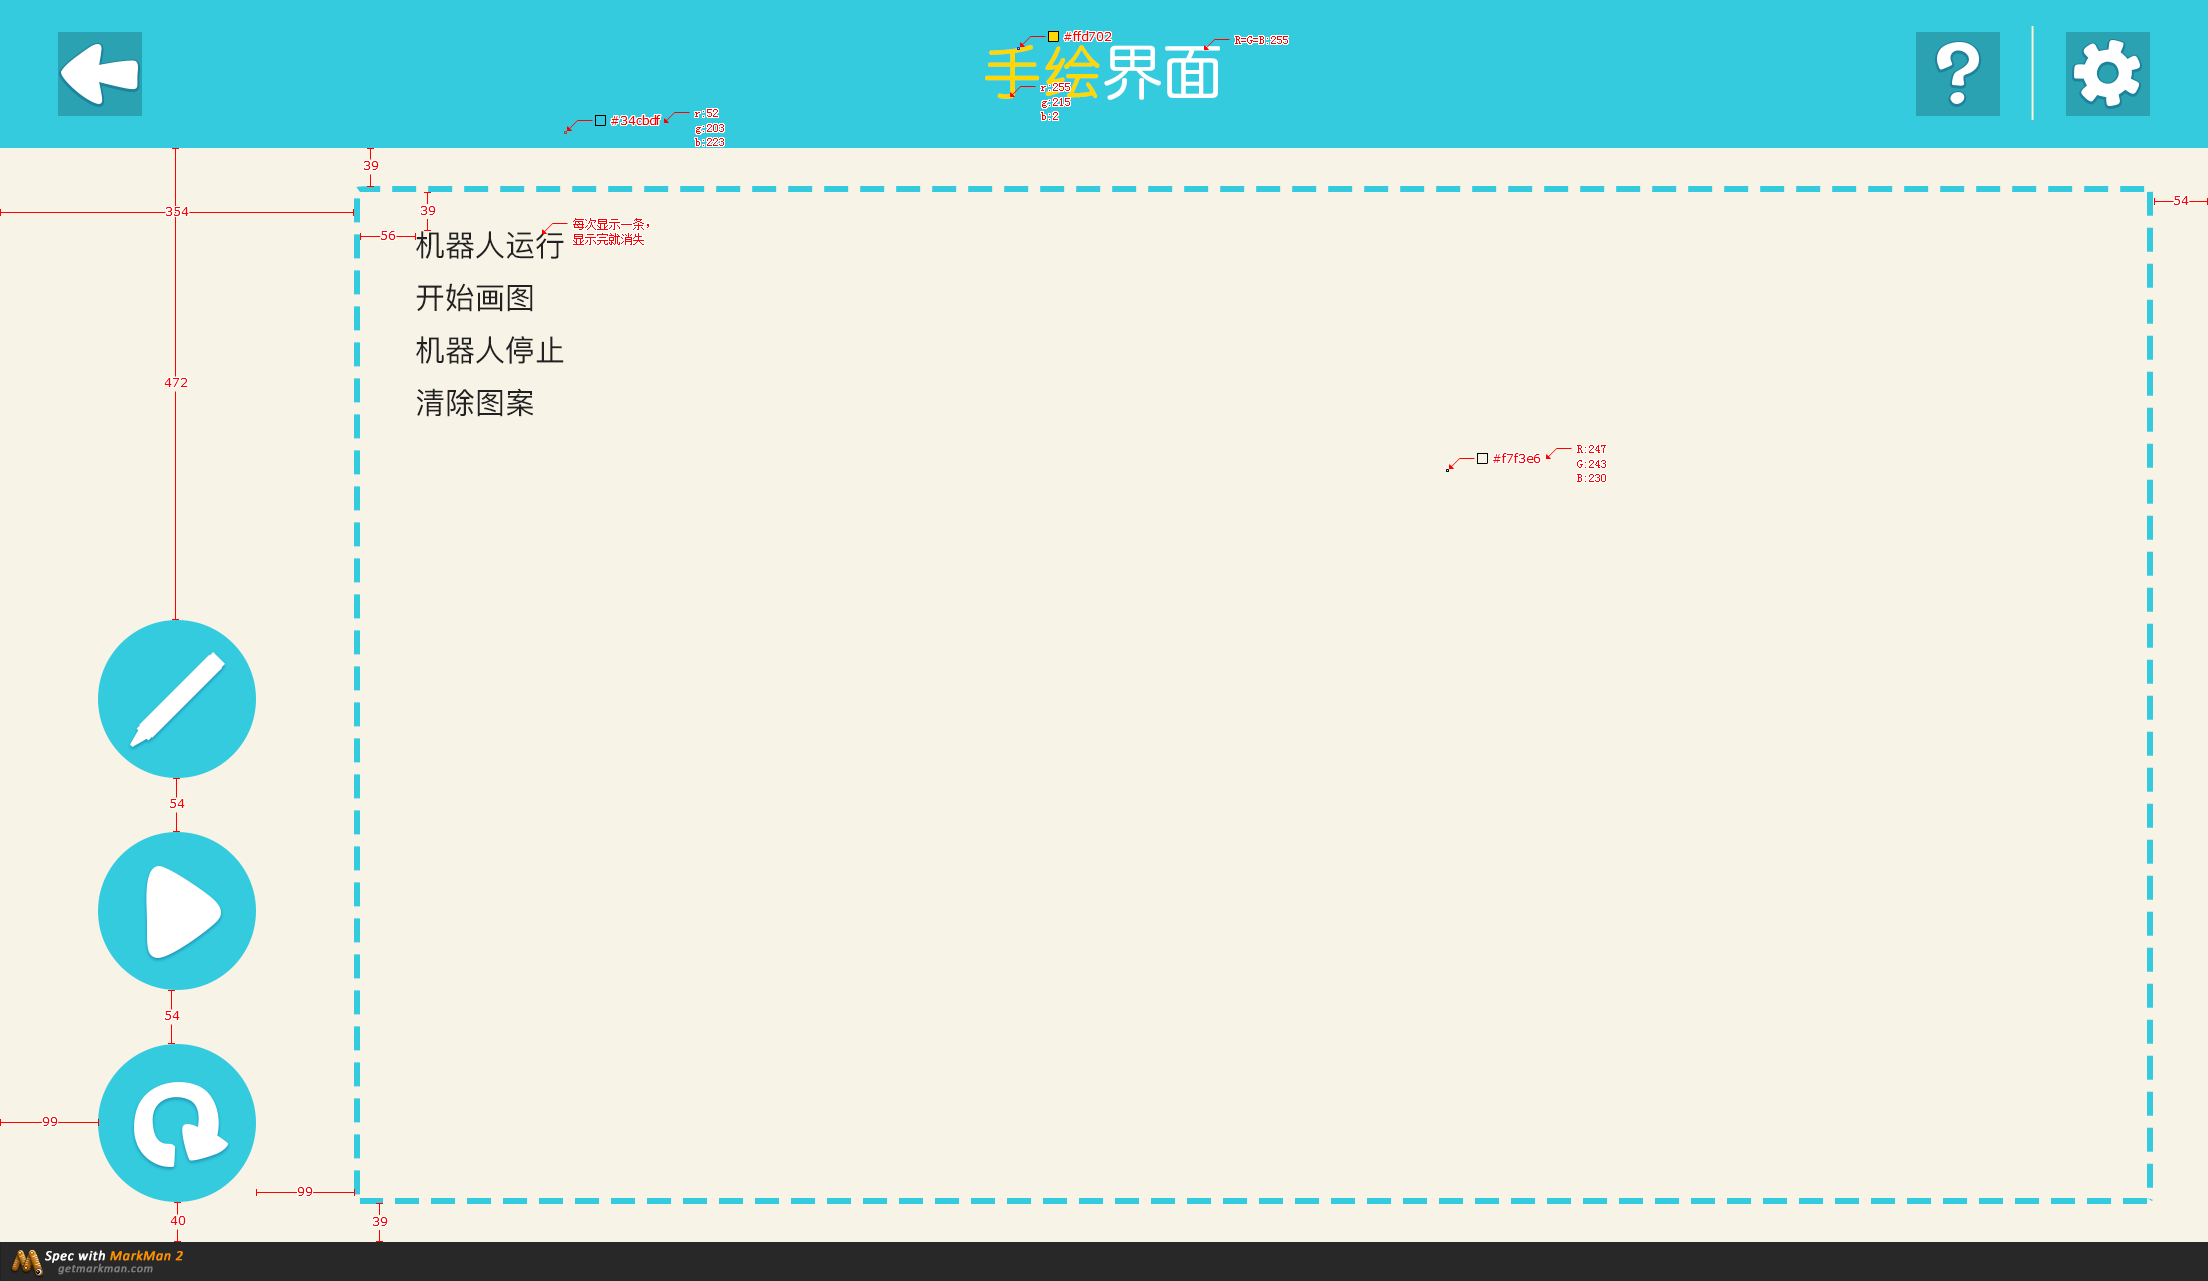 #ffd702
R=G=B:255
手绘界面
r:255
g:215
b:2
#34cbdf
r:52
g:203
b:223
39
354
54
39
56
每次显示一条，
显示完就消失
机器人运行
开始画图
机器人停止
472
清除图案
#f7f3e6
R:247
G:243
B:230
54
54
99
99
40
39
Spec with MarkMan 2
getmarkman.com